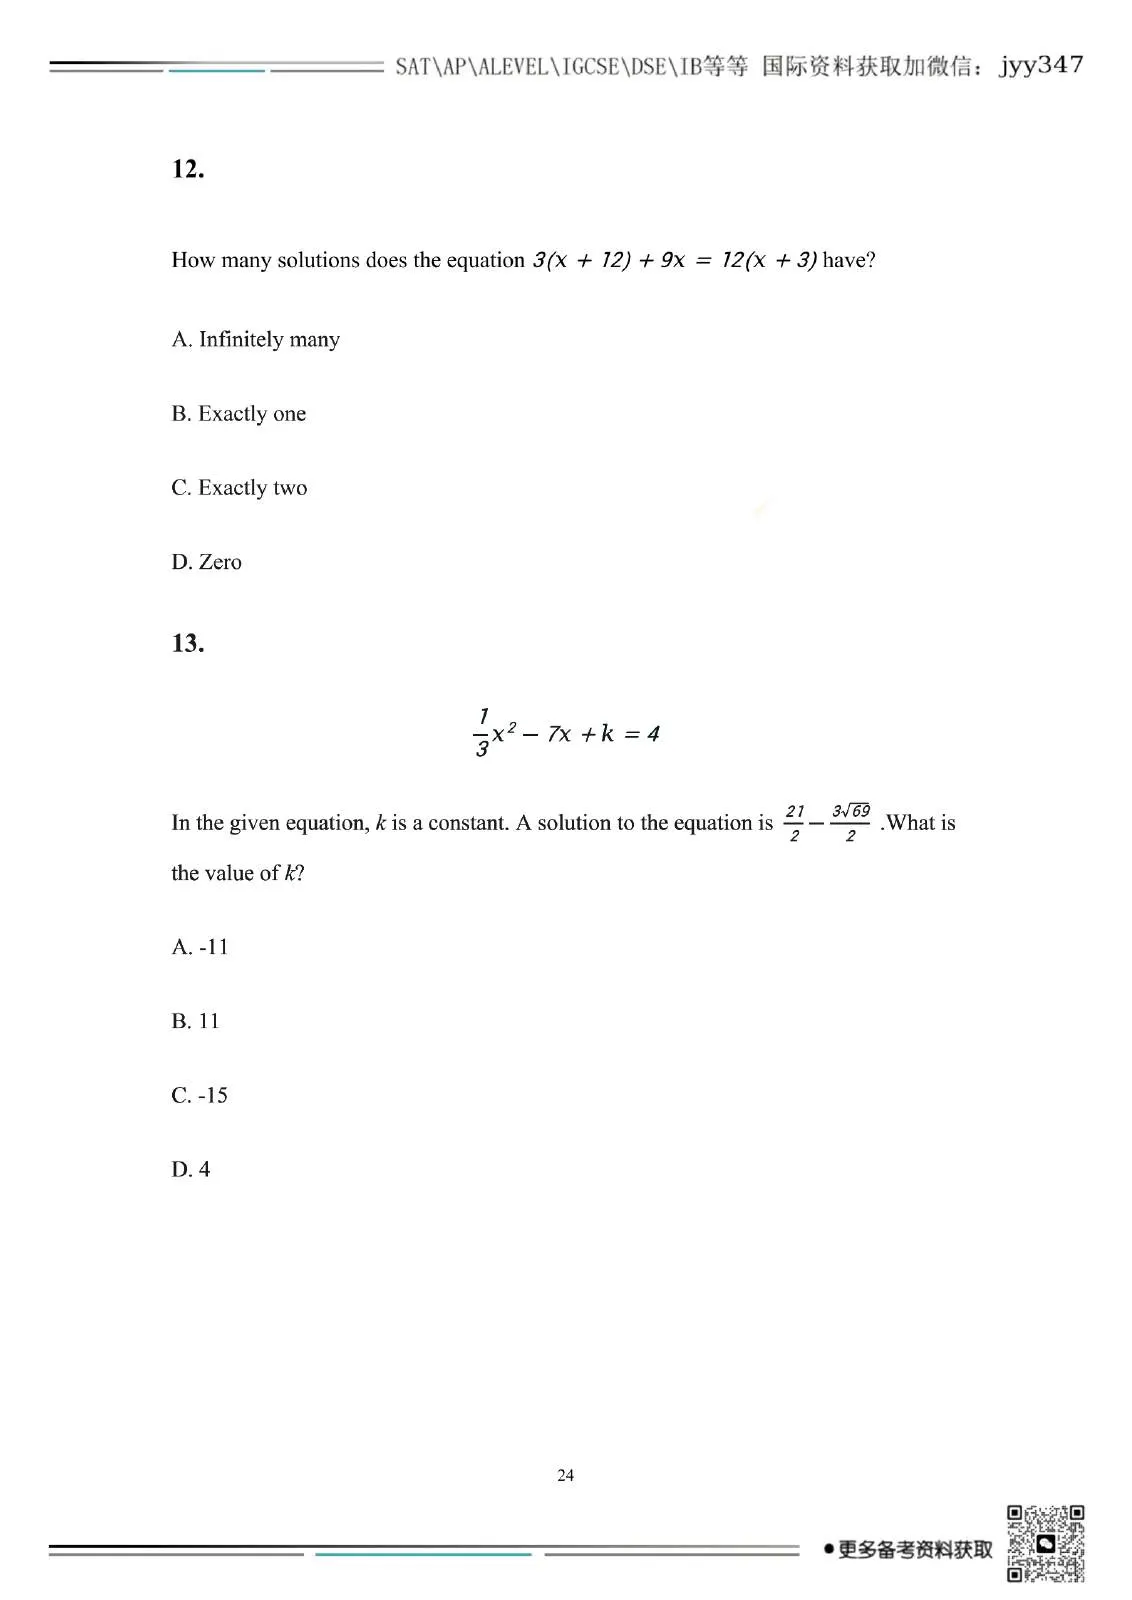 SAT\AP\ALEVEL\IGCSE\DSE\IB等等 国际资料获取加微信: jyy347
12.
How many solutions does the equation 3(x + 12) + 9x = 12(x + 3) have?
A. Infinitely many
B. Exactly one
C. Exactly two
D. Zero
13.
1/3 x² − 7x + k = 4
In the given equation, k is a constant. A solution to the equation is 21/2 − 3√69/2 .What is
the value of k?
A. -11
B. 11
C. -15
D. 4
24
●更多备考资料获取